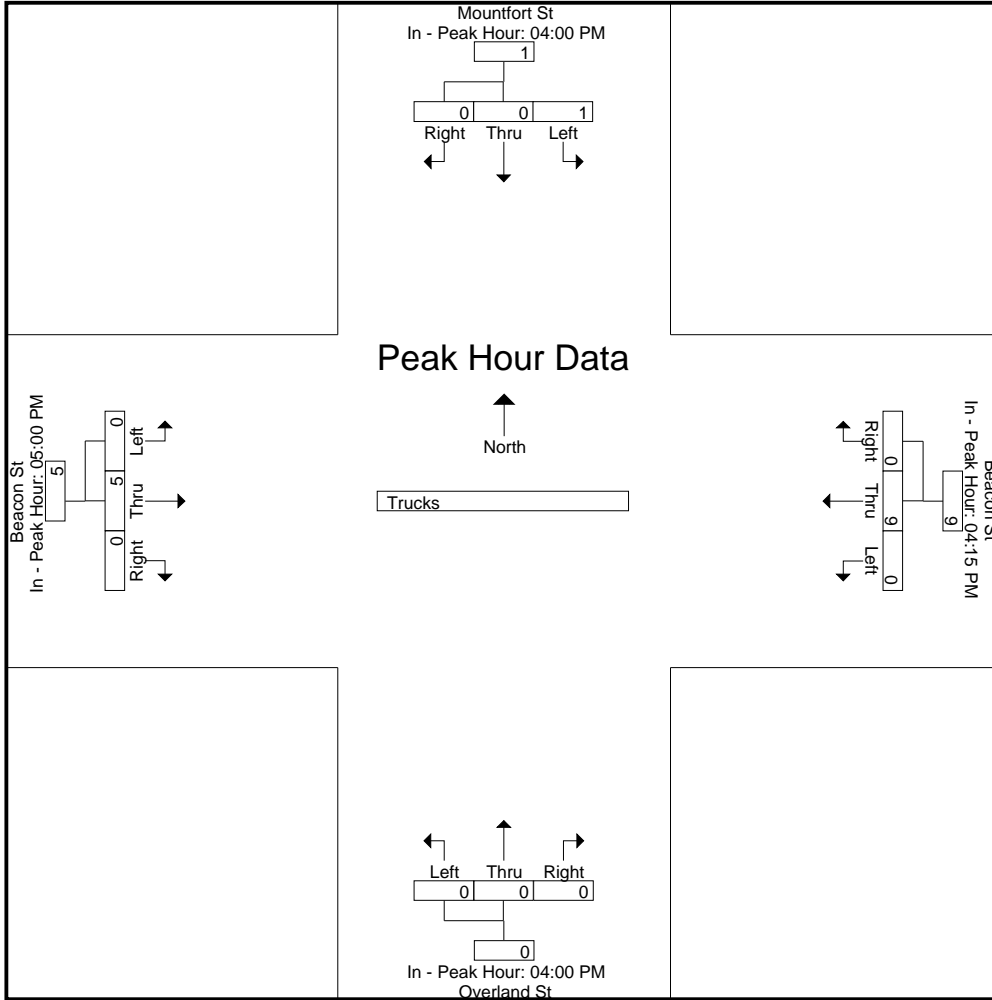 Mountfort St
In - Peak Hour: 04:00 PM
1
0 0 1
Right Thru Left
Peak Hour Data
North
Trucks
Beacon St
In - Peak Hour: 05:00 PM
5
0 5 0
Left Thru Right
Beacon St
In - Peak Hour: 04:15 PM
9
0 9 0
Right Thru Left
Left Thru Right
0 0 0
0
In - Peak Hour: 04:00 PM
Overland St